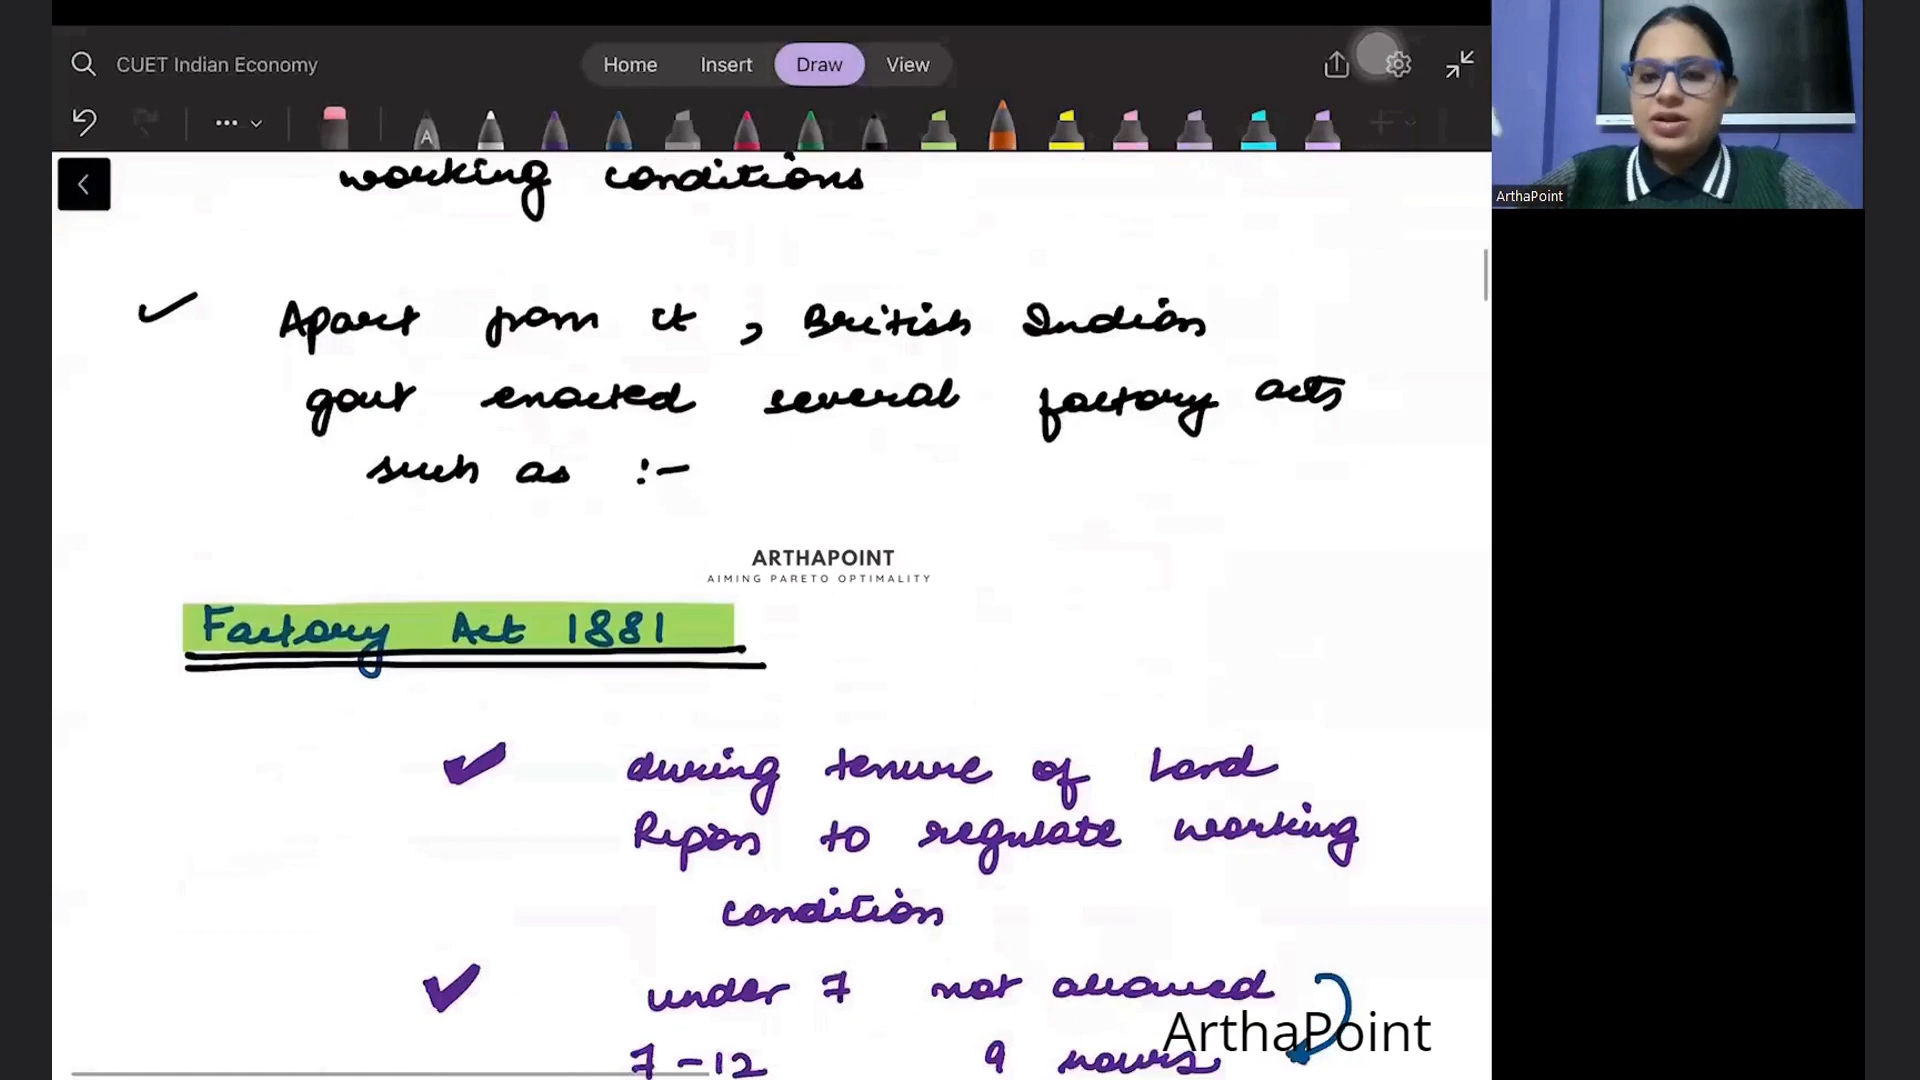 CUET Indian Economy
Home Insert Draw View
A
working conditions
ArthaPoint
Apart from it, British Indian
govt enacted several factory acts
such as :-
ARTHAPOINT
AIMING PARETO OPTIMALITY
Factory Act 1881
during tenure of Lord
Ripon to regulate working
condition
under 7 not allowed
7-12 9 hours
ArthaPoint